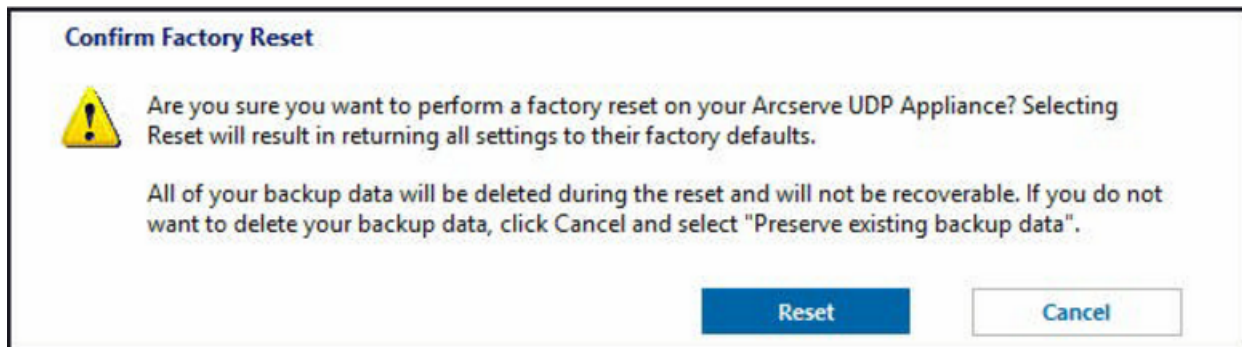 Confirm Factory Reset
Are you sure you want to perform a factory reset on your Arcserve UDP Appliance? Selecting
Reset will result in returning all settings to their factory defaults.
All of your backup data will be deleted during the reset and will not be recoverable. If you do not
want to delete your backup data, click Cancel and select "Preserve existing backup data".
Reset
Cancel